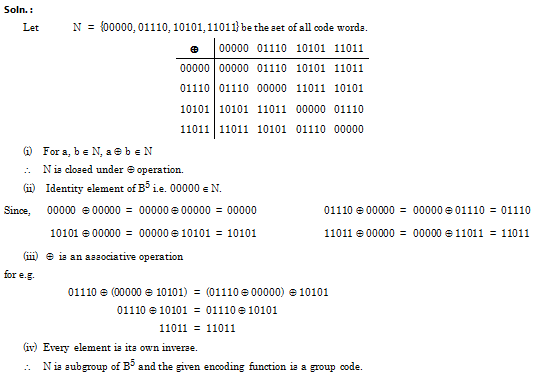 Soln. :
Let N = {00000, 01110, 10101, 11011} be the set of all code words.
⊕ 00000 01110 10101 11011
00000 00000 01110 10101 11011
01110 01110 00000 11011 10101
10101 10101 11011 00000 01110
11011 11011 10101 01110 00000
(i) For a, b ∈ N, a ⊕ b ∈ N
∴ N is closed under ⊕ operation.
(ii) Identity element of B⁵ i.e. 00000 ∈ N.
Since, 00000 ⊕ 00000 = 00000 ⊕ 00000 = 00000 01110 ⊕ 00000 = 00000 ⊕ 01110 = 01110
10101 ⊕ 00000 = 00000 ⊕ 10101 = 10101 11011 ⊕ 00000 = 00000 ⊕ 11011 = 11011
(iii) ⊕ is an associative operation
for e.g.
01110 ⊕ (00000 ⊕ 10101) = (01110 ⊕ 00000) ⊕ 10101
01110 ⊕ 10101 = 01110 ⊕ 10101
11011 = 11011
(iv) Every element is its own inverse.
∴ N is subgroup of B⁵ and the given encoding function is a group code.